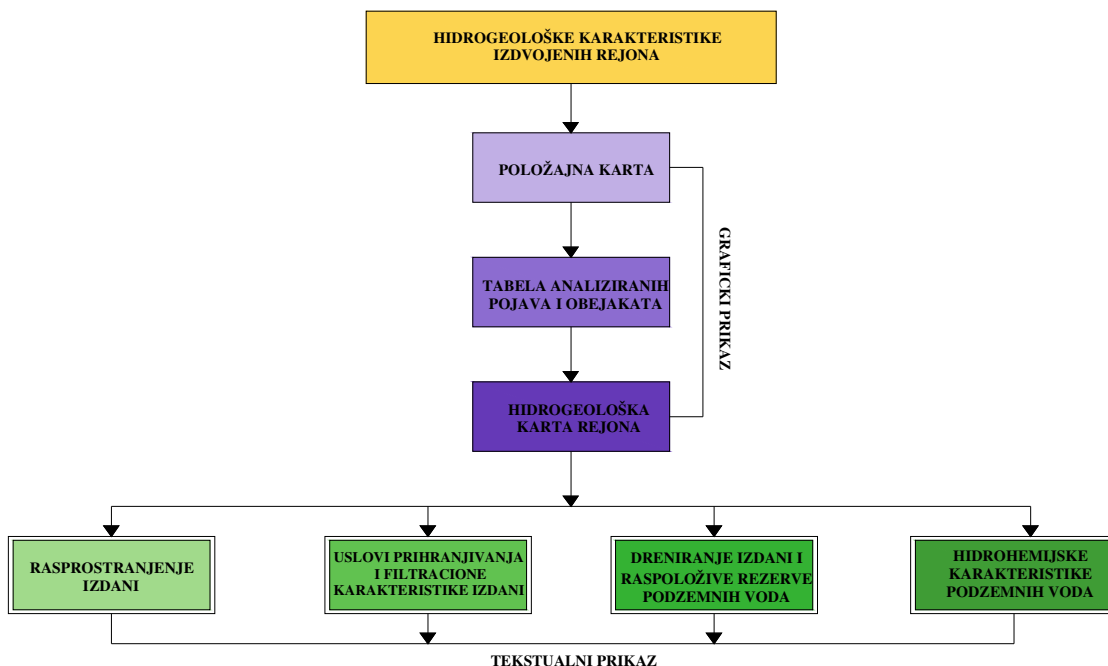 HIDROGEOLOŠKE KARAKTERISTIKE
IZDVOJENIH REJONA
POLOŽAJNA KARTA
GRAFICKI PRIKAZ
TABELA ANALIZIRANIH
POJAVA I OBEJAKATA
HIDROGEOLOŠKA
KARTA REJONA
RASPROSTRANJENJE
IZDANI
USLOVI PRIHRANJIVANJA
I FILTRACIONE
KARAKTERISTIKE IZDANI
DRENIRANJE IZDANI I
RASPOLOŽIVE REZERVE
PODZEMNIH VODA
HIDROHEMIJSKE
KARAKTERISTIKE
PODZEMNIH VODA
TEKSTUALNI PRIKAZ